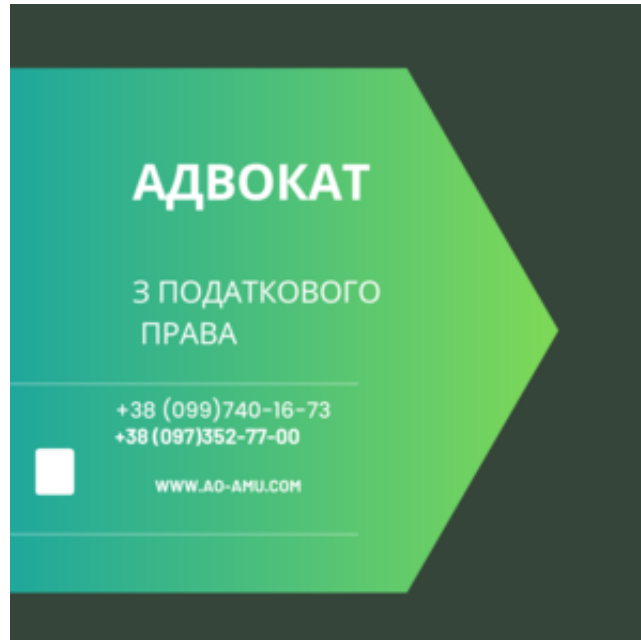 АДВОКАТ
З ПОДАТКОВОГО
ПРАВА
+38 (099)740-16-73
+38 (097)352-77-00
WWW.AO-AMU.COM